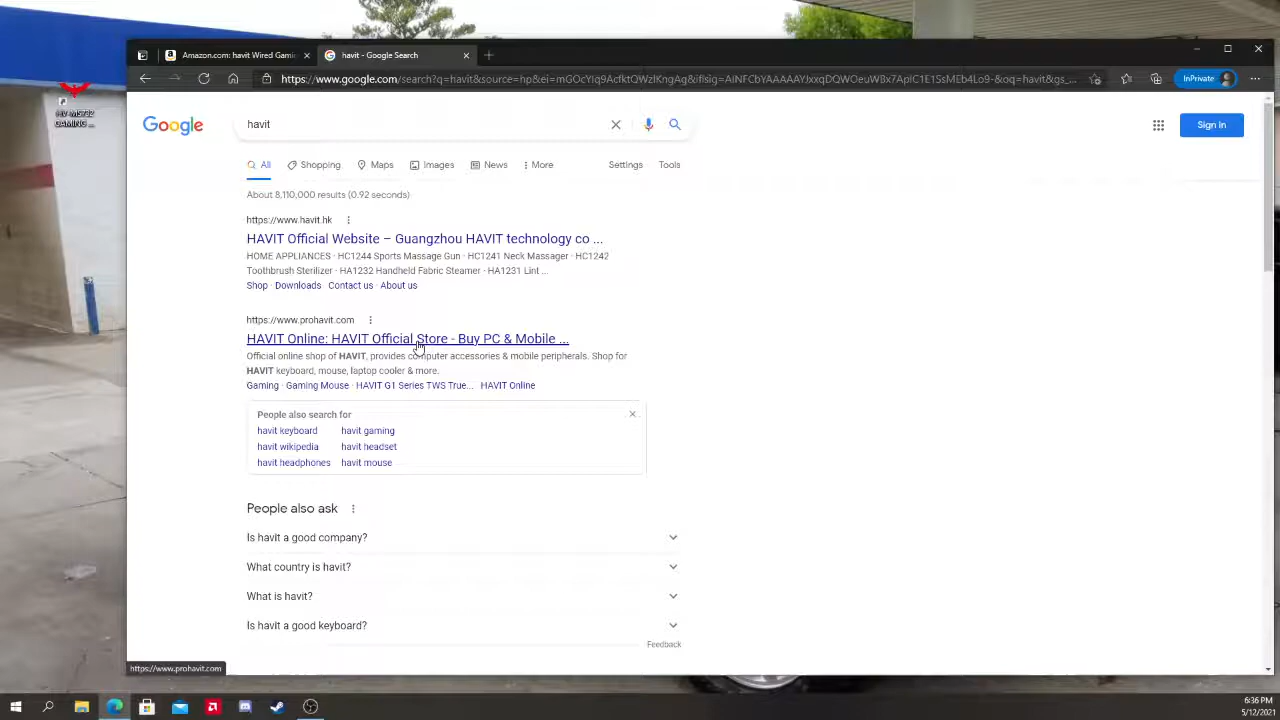 Amazon.com: havit Wired Gami
havit - Google Search
https://www.google.com/search?q=havit&source=hp&ei=
InPrivate
HV-MS732
GAMING ...
Google
havit
Sign in
All
Shopping
Maps
Images
News
More
Settings
Tools
About 8,110,000 results (0.92 seconds)
https://www.havit.hk
HAVIT Official Website – Guangzhou HAVIT technology co ...
HOME APPLIANCES · HC1244 Sports Massage Gun · HC1241 Neck Massager · HC1242
Toothbrush Sterilizer · HA1232 Handheld Fabric Steamer · HA1231 Lint ...
Shop · Downloads · Contact us · About us
https://www.prohavit.com
HAVIT Online: HAVIT Official Store - Buy PC & Mobile ...
Official online shop of HAVIT, provides computer accessories & mobile peripherals. Shop for
HAVIT keyboard, mouse, laptop cooler & more.
Gaming · Gaming Mouse · HAVIT G1 Series TWS True... · HAVIT Online
People also search for
havit keyboard
havit gaming
havit wikipedia
havit headset
havit headphones
havit mouse
People also ask
Is havit a good company?
What country is havit?
What is havit?
Is havit a good keyboard?
Feedback
https://www.prohavit.com
6:36 PM
5/12/2021